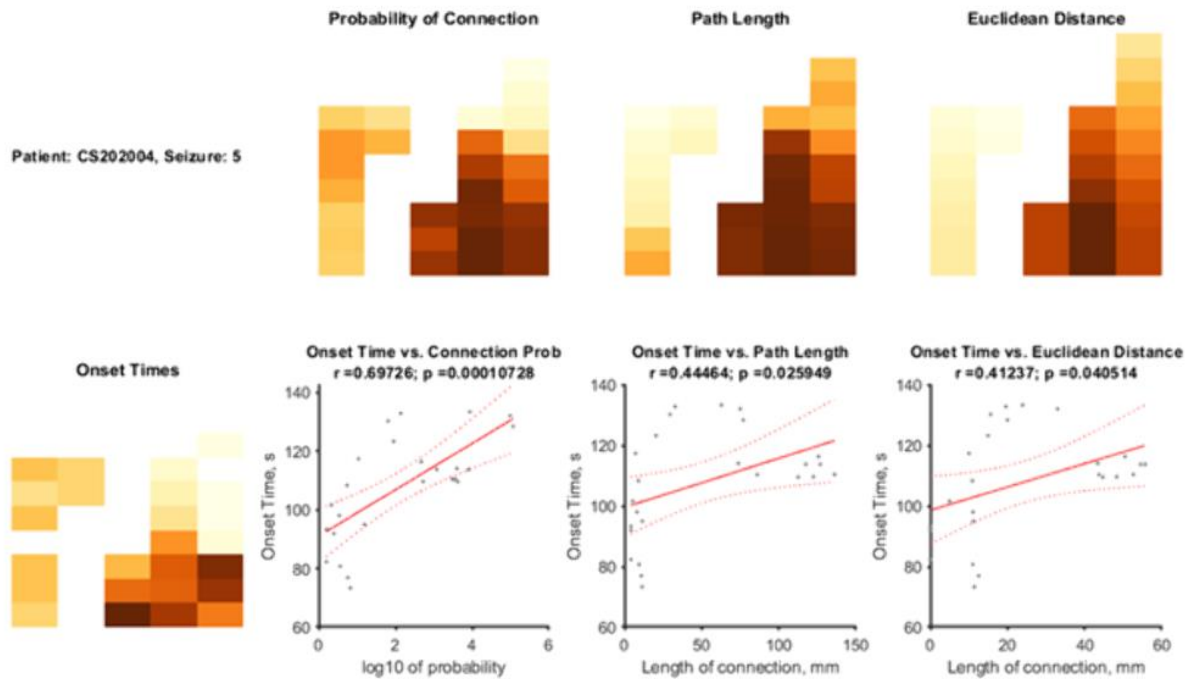 Probability of Connection
Path Length
Euclidean Distance
Patient: CS202004, Seizure: 5
Onset Times
Onset Time vs. Connection Prob
r =0.69726; p =0.00010728
140
120
100
80
60
Onset Time, s
0
2
4
6
log10 of probability
Onset Time vs. Path Length
r =0.44464; p =0.025949
140
120
100
80
60
Onset Time, s
0
50
100
150
Length of connection, mm
Onset Time vs. Euclidean Distance
r =0.41237; p =0.040514
140
120
100
80
60
Onset Time, s
0
20
40
60
Length of connection, mm